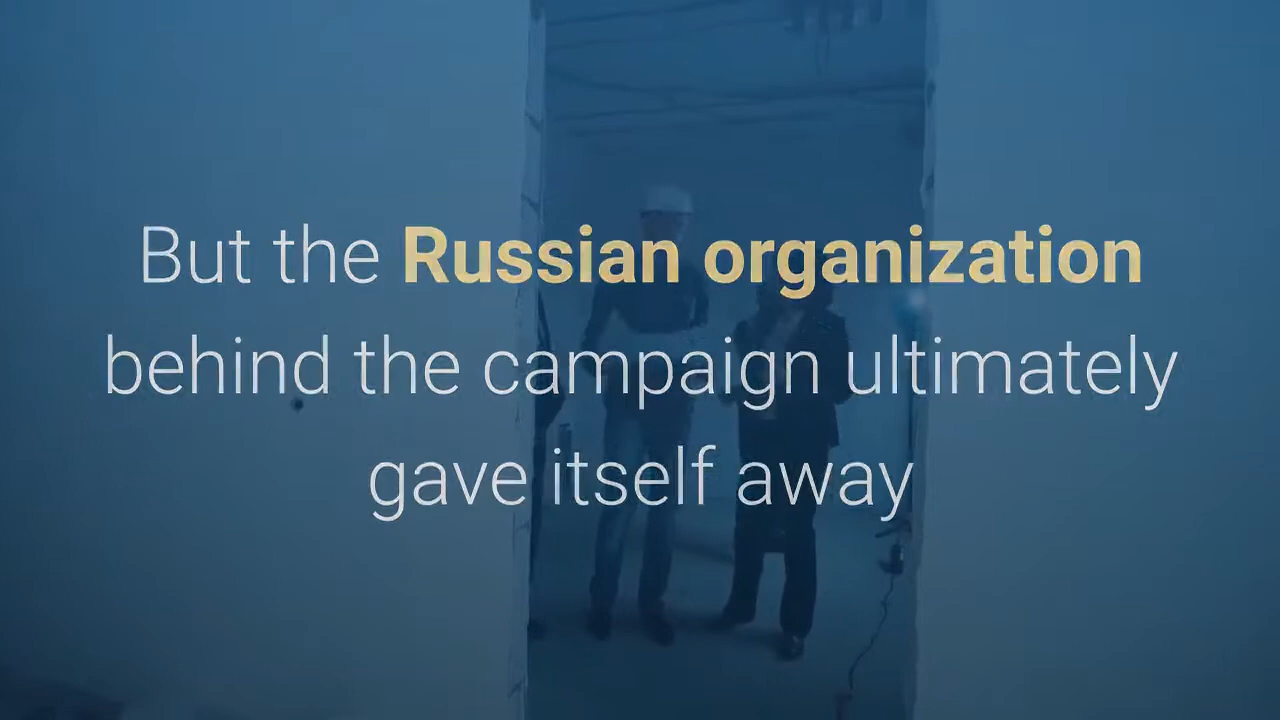 But the Russian organization
behind the campaign ultimately
gave itself away